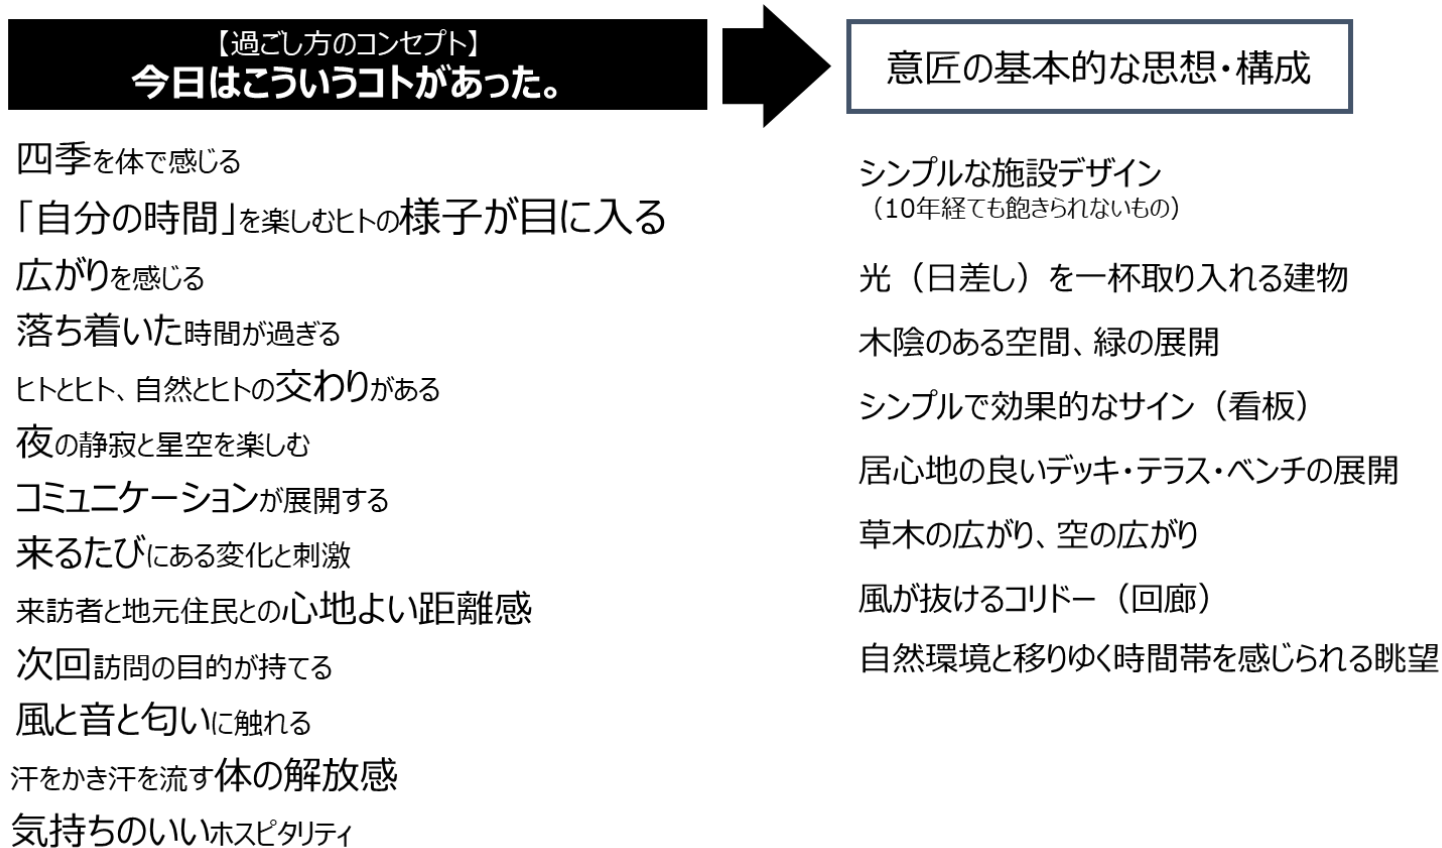 【過ごし方のコンセプト】
今日はこういうコトがあった。
四季を体で感じる
「自分の時間」を楽しむヒトの様子が目に入る
広がりを感じる
落ち着いた時間が過ぎる
ヒトとヒト、自然とヒトの交わりがある
夜の静寂と星空を楽しむ
コミュニケーションが展開する
来るたびにある変化と刺激
来訪者と地元住民との心地よい距離感
次回訪問の目的が持てる
風と音と匂いに触れる
汗をかき汗を流す体の解放感
気持ちのいいホスピタリティ
意匠の基本的な思想・構成
シンプルな施設デザイン
（10年経ても飽きられないもの）
光（日差し）を一杯取り入れる建物
木陰のある空間、緑の展開
シンプルで効果的なサイン（看板）
居心地の良いデッキ・テラス・ベンチの展開
草木の広がり、空の広がり
風が抜けるコリドー（回廊）
自然環境と移りゆく時間帯を感じられる眺望